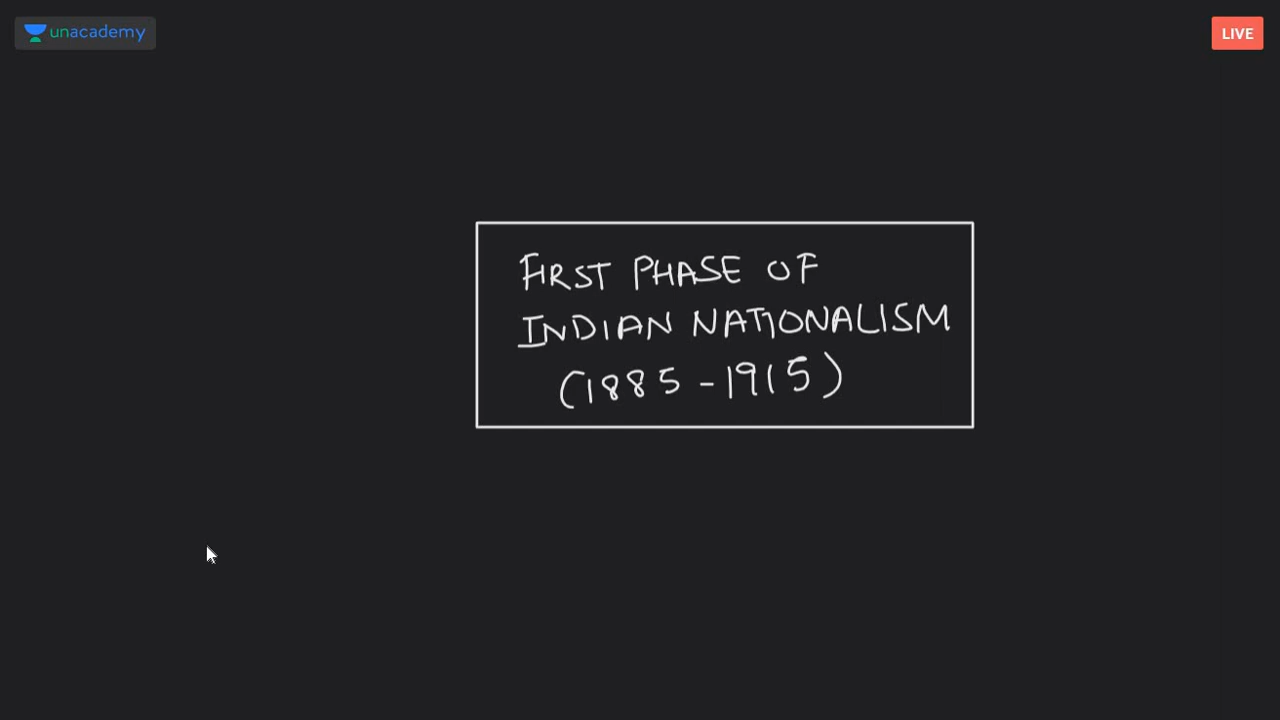 unacademy
LIVE
FIRST PHASE OF
INDIAN NATIONALISM
(1885-1915)